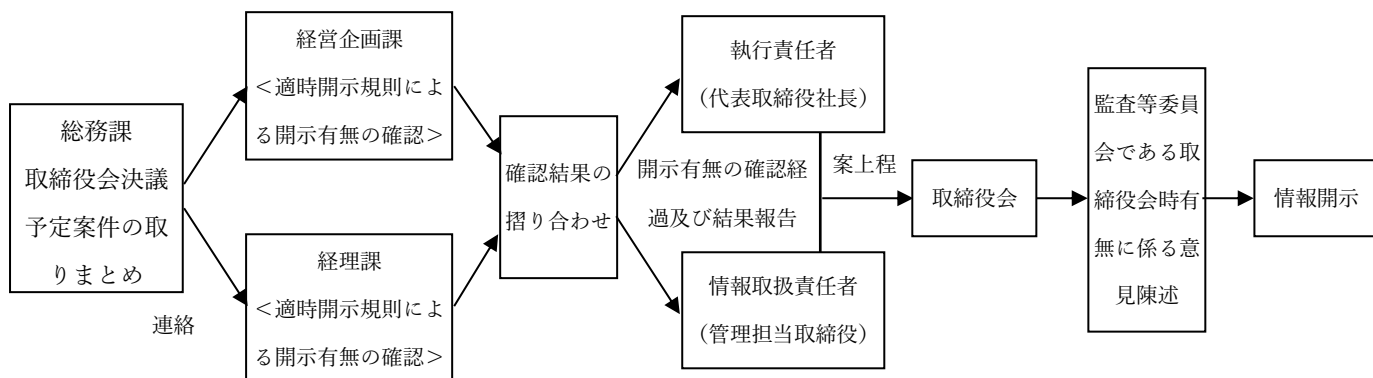 総務課
取締役会決議
予定案件の取
りまとめ
連絡
経営企画課
＜適時開示規則によ
る開示有無の確認＞
経理課
＜適時開示規則によ
る開示有無の確認＞
確認結果の
摺り合わせ
執行責任者
（代表取締役社長）
開示有無の確認経
過及び結果報告
情報取扱責任者
（管理担当取締役）
案上程
取締役会
監査等委員
会である取
締役会時有
無に係る意
見陳述
情報開示